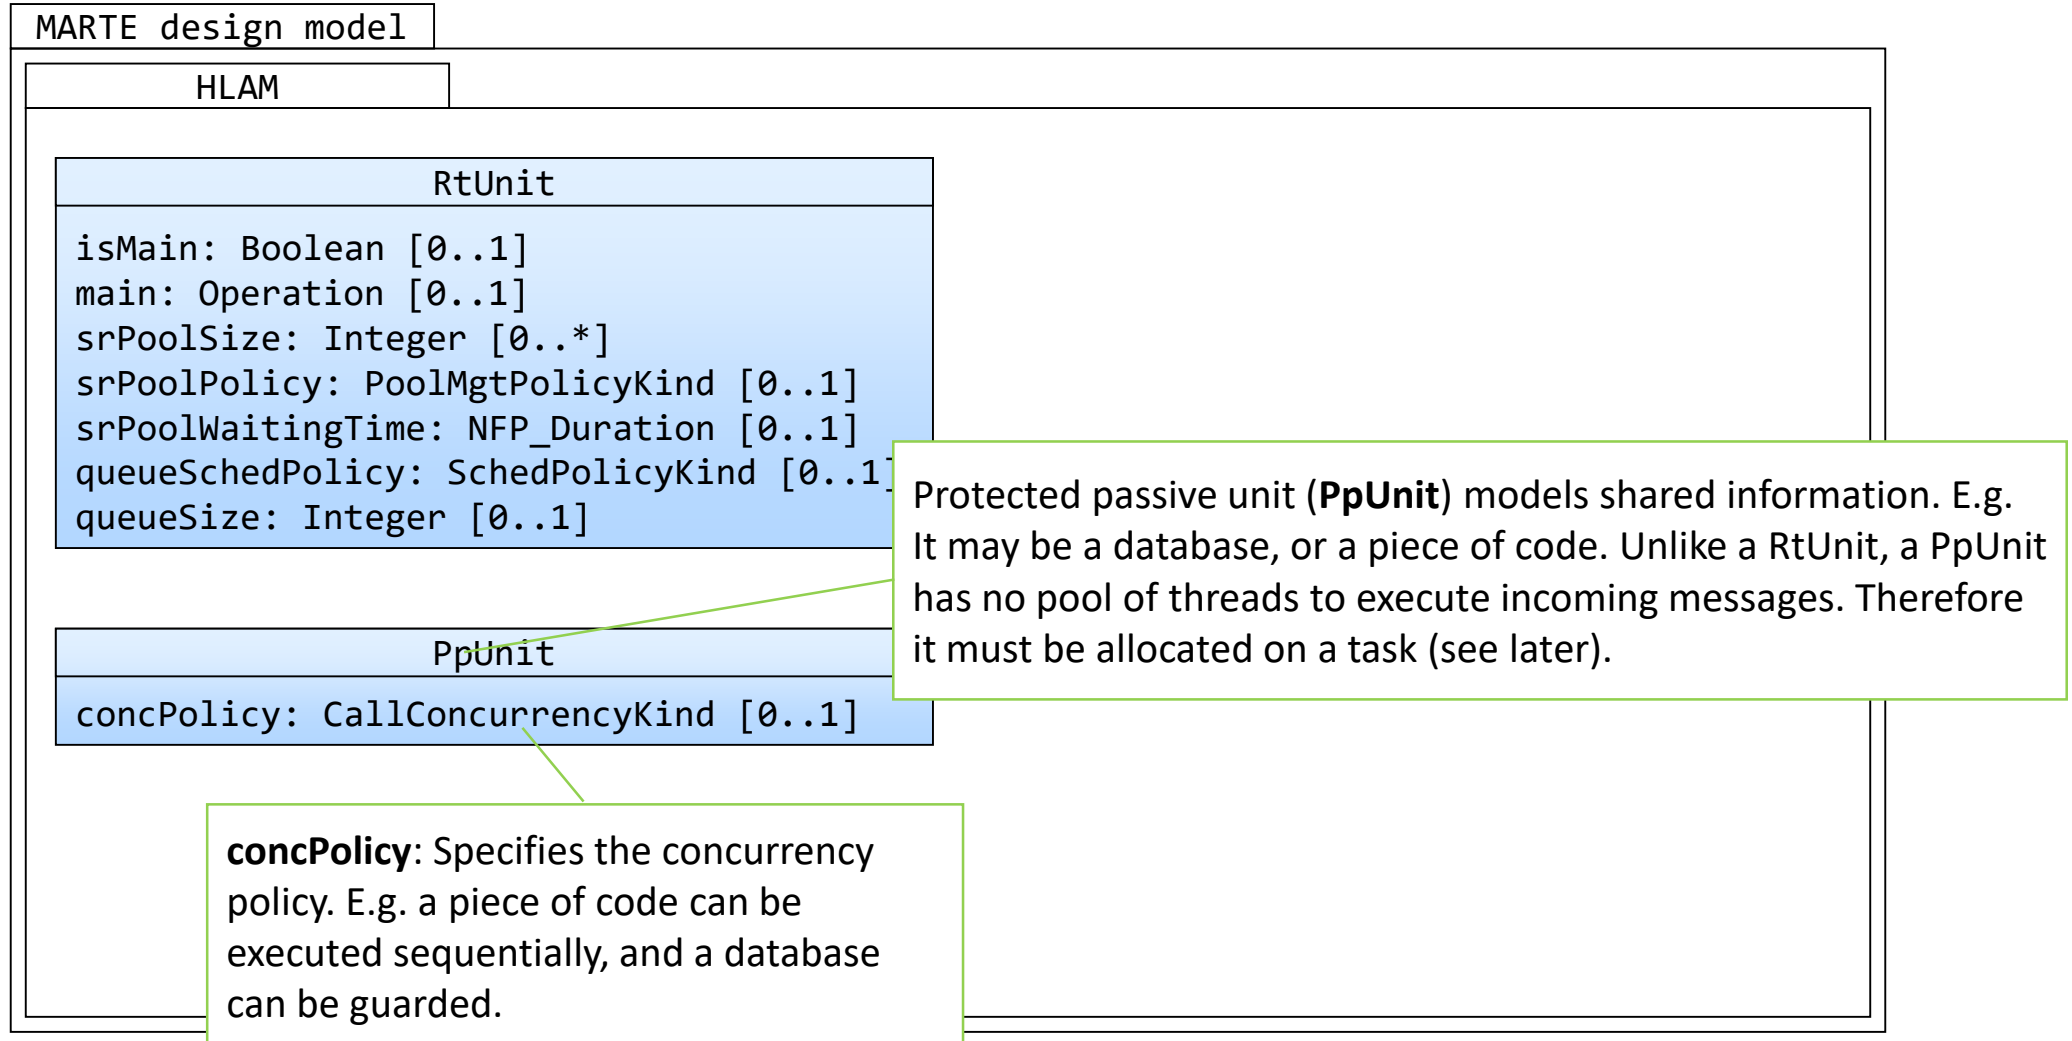 MARTE design model
HLAM
RtUnit
isMain: Boolean [0..1]
main: Operation [0..1]
srPoolSize: Integer [0..*]
srPoolPolicy: PoolMgtPolicyKind [0..1]
srPoolWaitingTime: NFP_Duration [0..1]
queueSchedPolicy: SchedPolicyKind [0..1]
queueSize: Integer [0..1]
Protected passive unit (PpUnit) models shared information. E.g.
It may be a database, or a piece of code. Unlike a RtUnit, a PpUnit
has no pool of threads to execute incoming messages. Therefore
it must be allocated on a task (see later).
PpUnit
concPolicy: CallConcurrencyKind [0..1]
concPolicy: Specifies the concurrency
policy. E.g. a piece of code can be
executed sequentially, and a database
can be guarded.